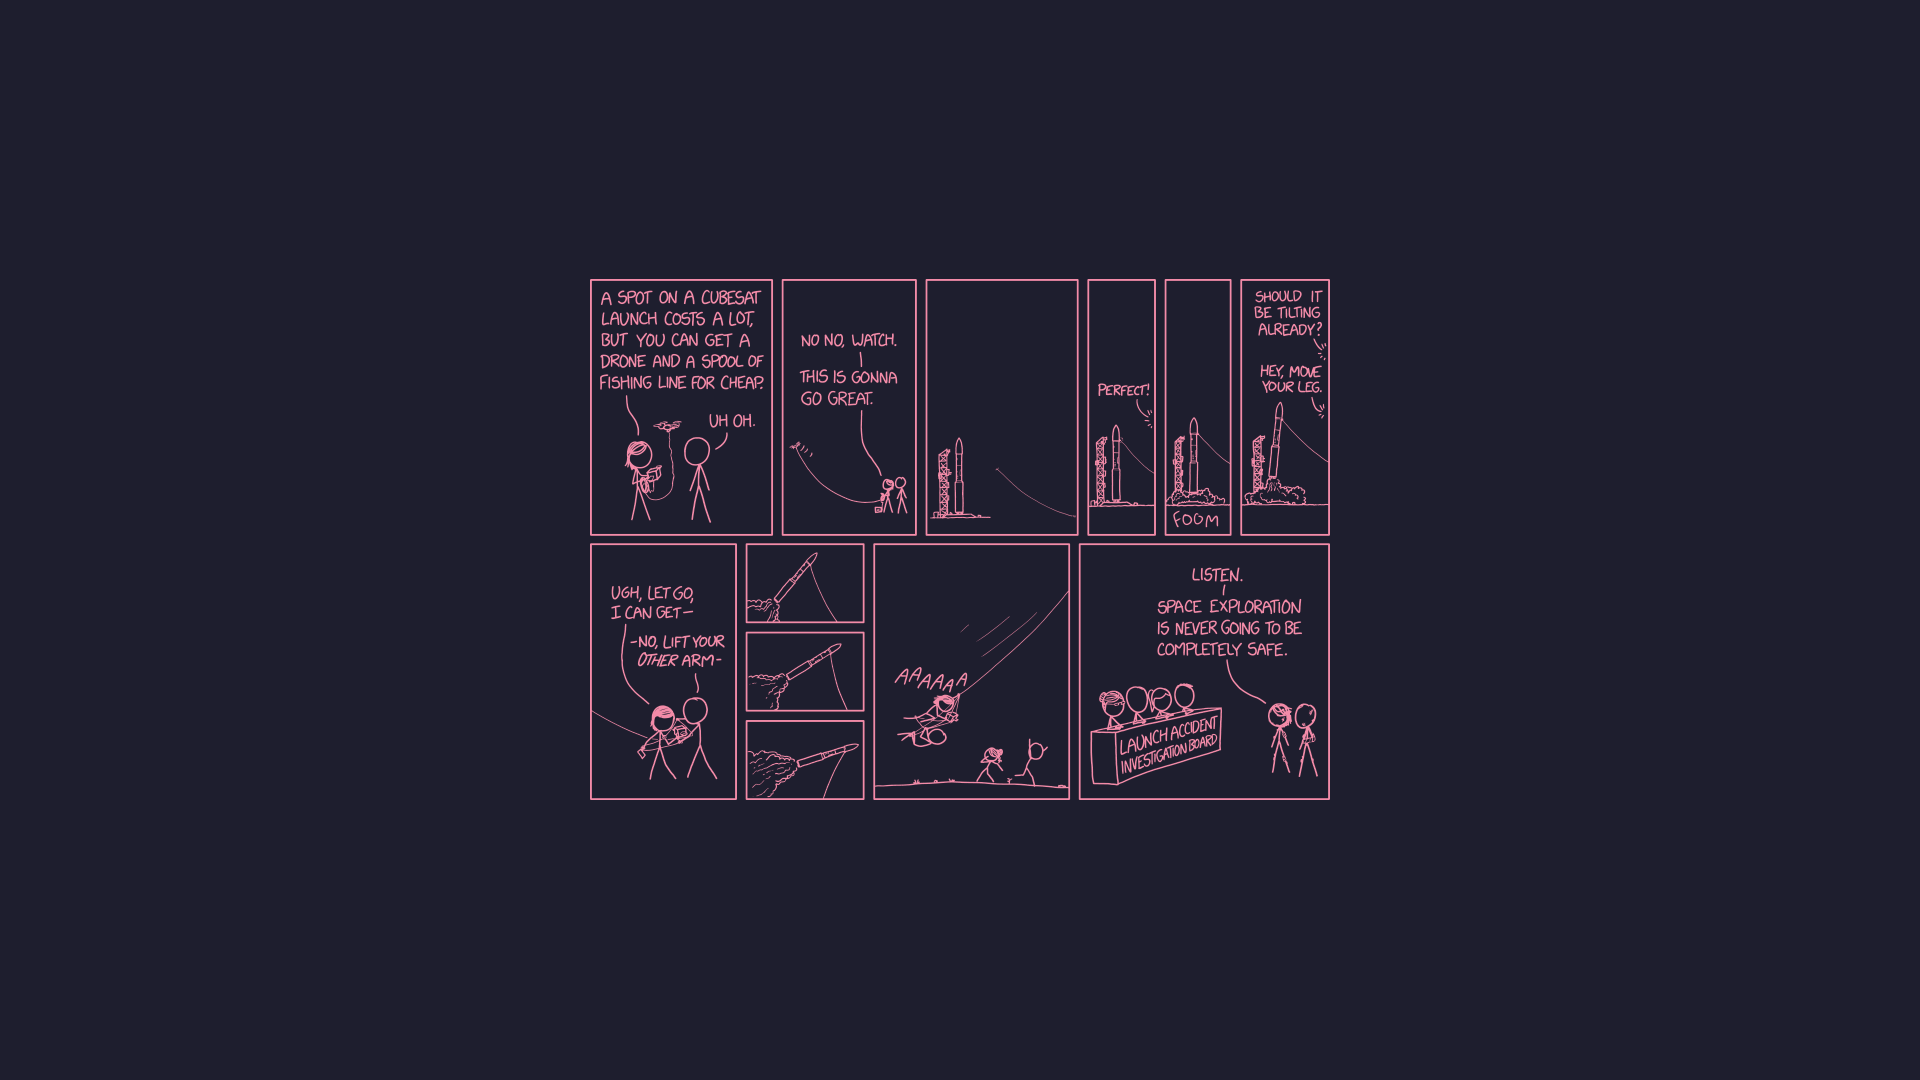 A SPOT ON A CUBESAT
LAUNCH COSTS A LOT,
BUT YOU CAN GET A
DRONE AND A SPOOL OF
FISHING LINE FOR CHEAP.
UH OH.
NO NO, WATCH.
THIS IS GONNA
GO GREAT.
PERFECT!
FOOM
SHOULD IT
BE TILTING
ALREADY?
HEY, MOVE
YOUR LEG.
UGH, LET GO,
I CAN GET—
-NO, LIFT YOUR
OTHER ARM-
AAAAAA
LISTEN.
SPACE EXPLORATION
IS NEVER GOING TO BE
COMPLETELY SAFE.
LAUNCH ACCIDENT
INVESTIGATION BOARD